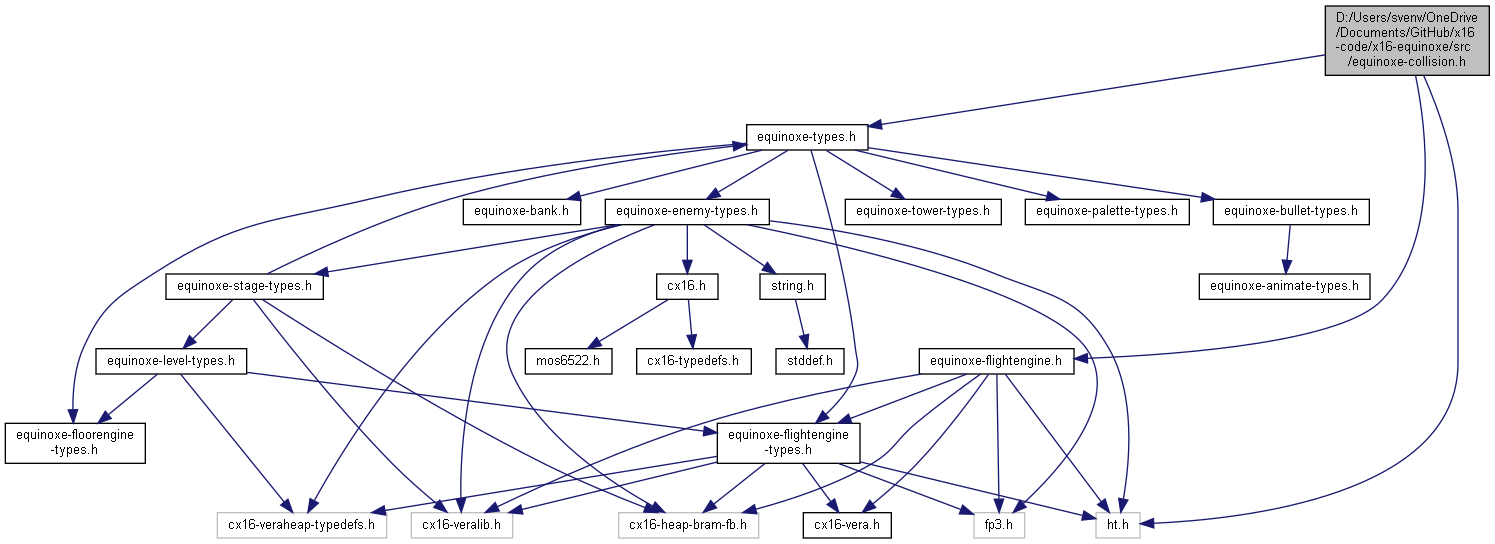 D:/Users/svenv/OneDrive
/Documents/GitHub/x16
-code/x16-equinoxe/src
/equinoxe-collision.h
equinoxe-types.h
equinoxe-bank.h
equinoxe-enemy-types.h
equinoxe-tower-types.h
equinoxe-palette-types.h
equinoxe-bullet-types.h
equinoxe-stage-types.h
cx16.h
string.h
equinoxe-animate-types.h
equinoxe-level-types.h
mos6522.h
cx16-typedefs.h
stddef.h
equinoxe-flightengine.h
equinoxe-floorengine
-types.h
equinoxe-flightengine
-types.h
cx16-veraheap-typedefs.h
cx16-veralib.h
cx16-heap-bram-fb.h
cx16-vera.h
fp3.h
ht.h